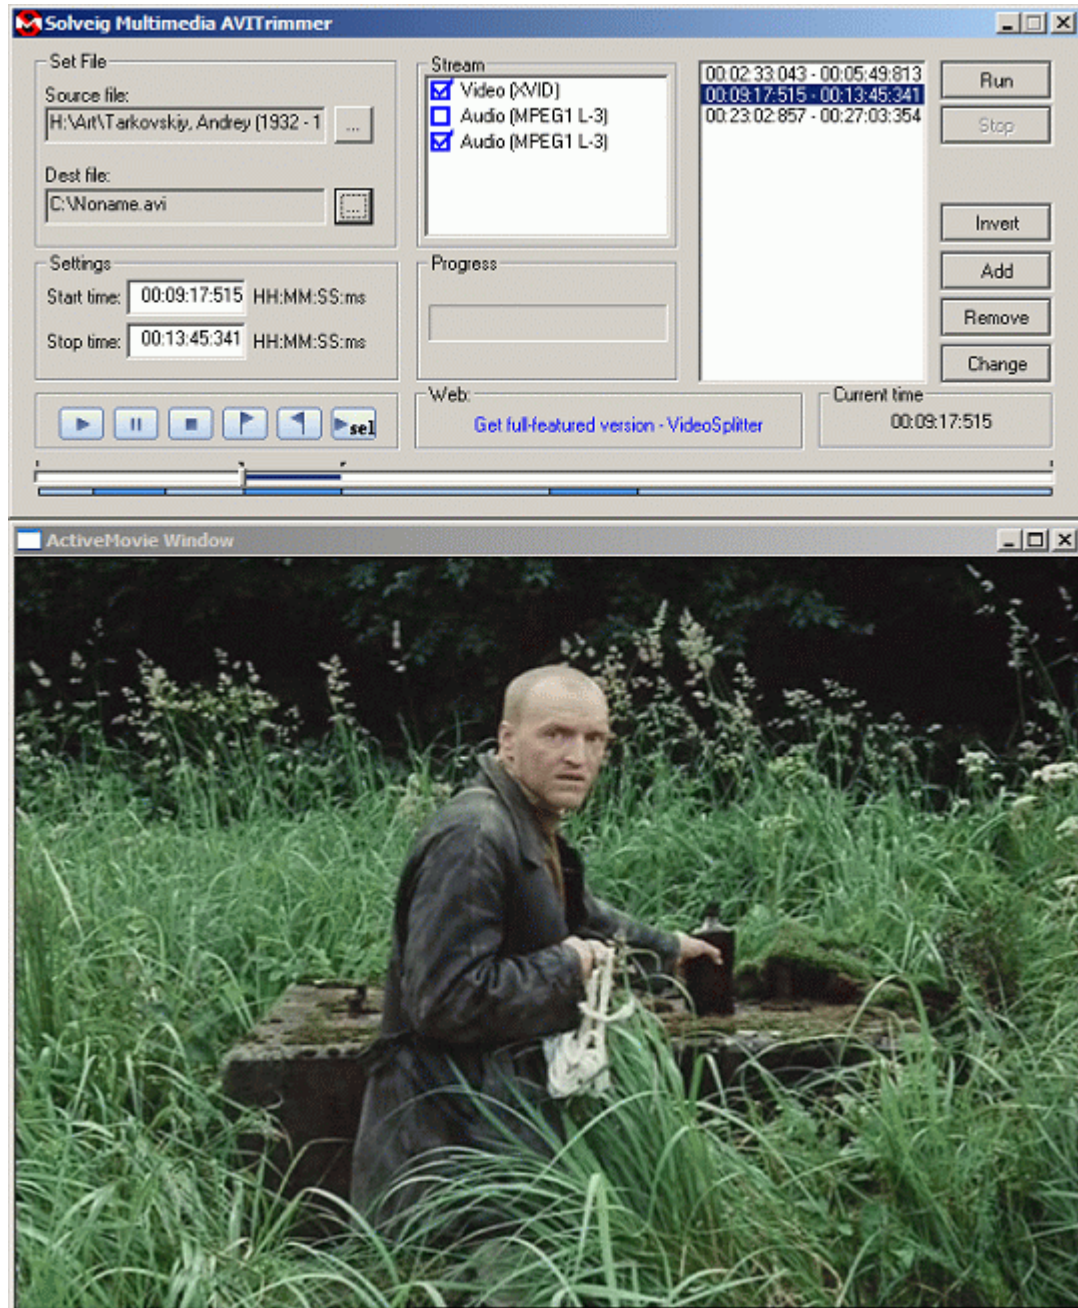 Solveig Multimedia AVITrimmer
Set File
Source file:
H:\Art\Tarkovskiy, Andrey (1932 - 1
...
Dest file:
C:\Noname.avi
...
Stream
Video (XVID)
Audio (MPEG1 L-3)
Audio (MPEG1 L-3)
00:02:33:043 - 00:05:49:813
00:09:17:515 - 00:13:45:341
00:23:02:857 - 00:27:03:354
Run
Stop
Invert
Add
Remove
Change
Settings
Start time: 00:09:17:515 HH:MM:SS:ms
Stop time: 00:13:45:341 HH:MM:SS:ms
Progress
sel
Web:
Get full-featured version - VideoSplitter
Current time
00:09:17:515
ActiveMovie Window